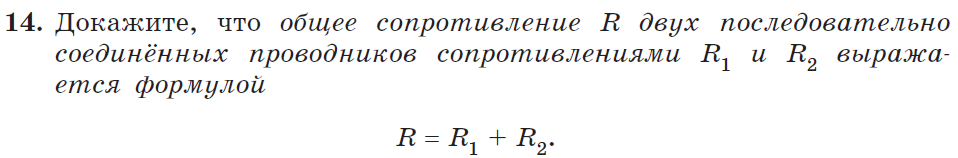 14. Докажите, что общее сопротивление R двух последовательно
соединённых проводников сопротивлениями R₁ и R₂ выража-
ется формулой
R = R₁ + R₂.